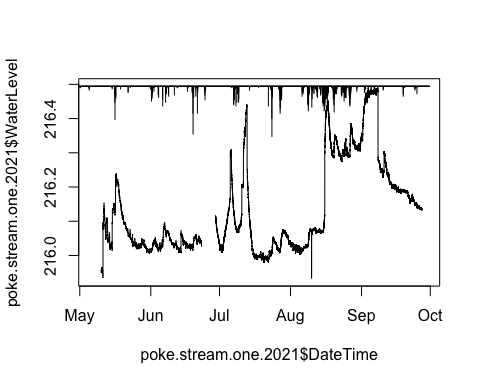 poke.stream.one.2021$WaterLevel
216.4
216.2
216.0
May Jun Jul Aug Sep Oct
poke.stream.one.2021$DateTime